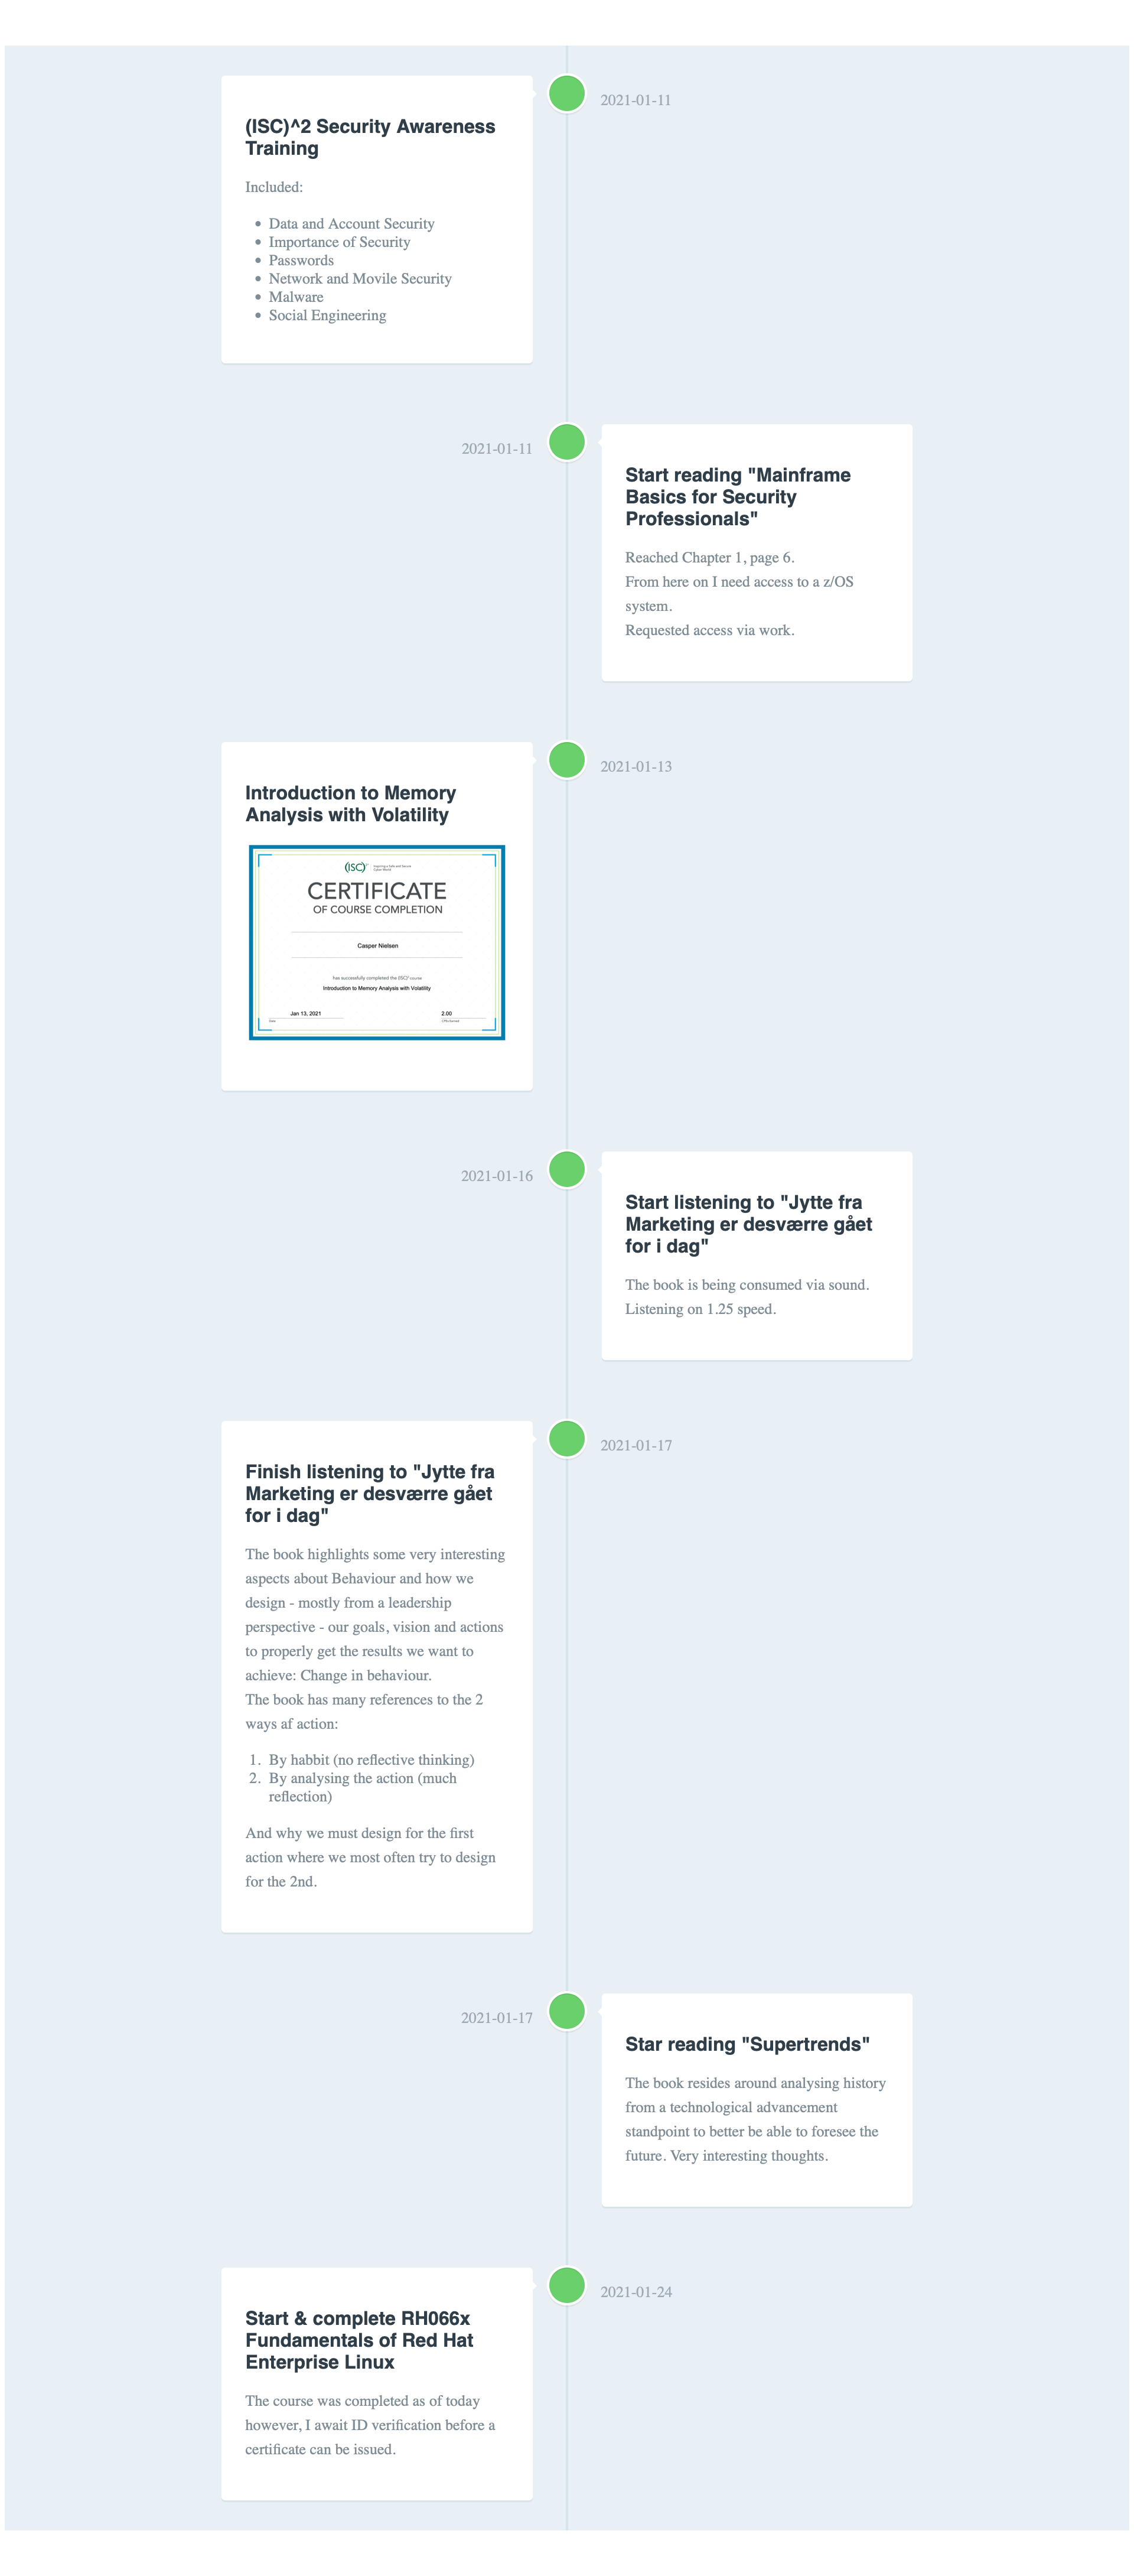 2021-01-11
(ISC)^2 Security Awareness
Training
Included:
Data and Account Security
Importance of Security
Passwords
Network and Movile Security
Malware
Social Engineering
2021-01-11
Start reading "Mainframe
Basics for Security
Professionals"
Reached Chapter 1, page 6.
From here on I need access to a z/OS
system.
Requested access via work.
2021-01-13
Introduction to Memory
Analysis with Volatility
(ISC)²
CERTIFICATE
OF COURSE COMPLETION
Casper Nielsen
has successfully completed the (ISC)² course
Introduction to Memory Analysis with Volatility
Jan 13, 2021
2.00
Date
2021-01-16
Start listening to "Jytte fra
Marketing er desværre gået
for i dag"
The book is being consumed via sound.
Listening on 1.25 speed.
2021-01-17
Finish listening to "Jytte fra
Marketing er desværre gået
for i dag"
The book highlights some very interesting
aspects about Behaviour and how we
design - mostly from a leadership
perspective - our goals, vision and actions
to properly get the results we want to
achieve: Change in behaviour.
The book has many references to the 2
ways af action:
1. By habbit (no reflective thinking)
2. By analysing the action (much
reflection)
And why we must design for the first
action where we most often try to design
for the 2nd.
2021-01-17
Star reading "Supertrends"
The book resides around analysing history
from a technological advancement
standpoint to better be able to foresee the
future. Very interesting thoughts.
2021-01-24
Start & complete RH066x
Fundamentals of Red Hat
Enterprise Linux
The course was completed as of today
however, I await ID verification before a
certificate can be issued.